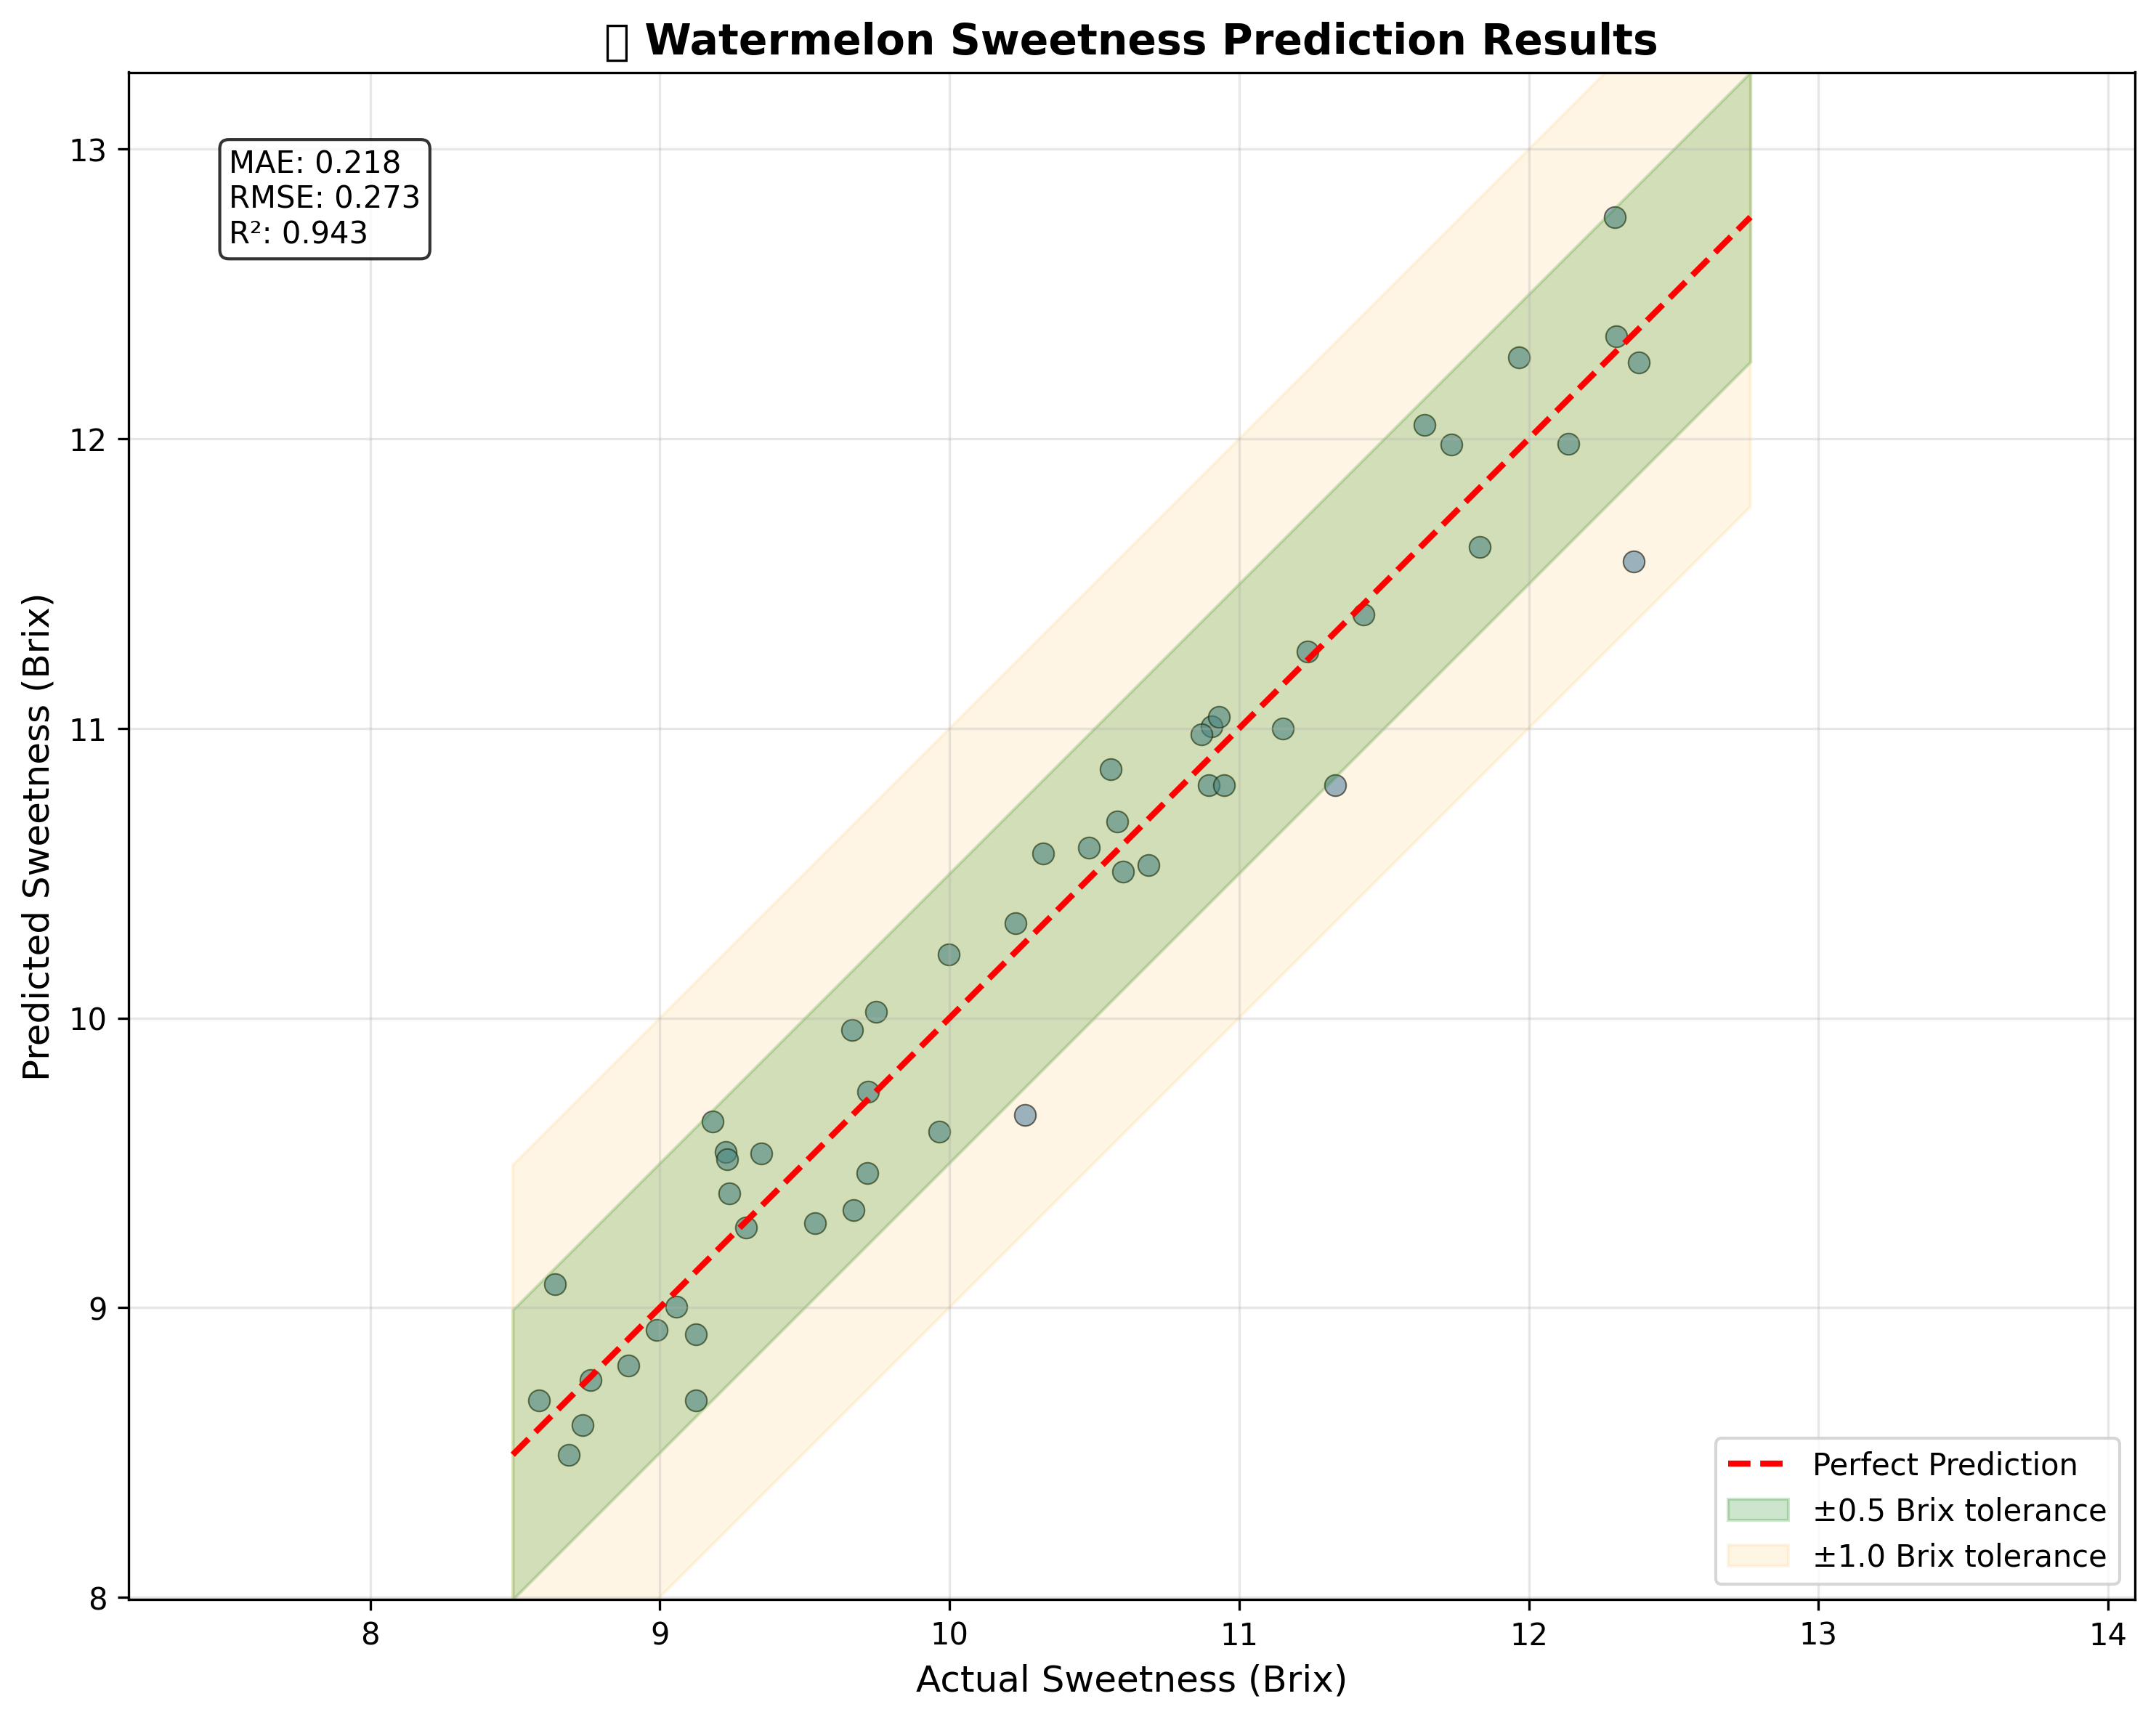 ▯ Watermelon Sweetness Prediction Results
MAE: 0.218
RMSE: 0.273
R²: 0.943
13
12
11
10
9
8
Predicted Sweetness (Brix)
Perfect Prediction
±0.5 Brix tolerance
±1.0 Brix tolerance
8 9 10 11 12 13 14
Actual Sweetness (Brix)